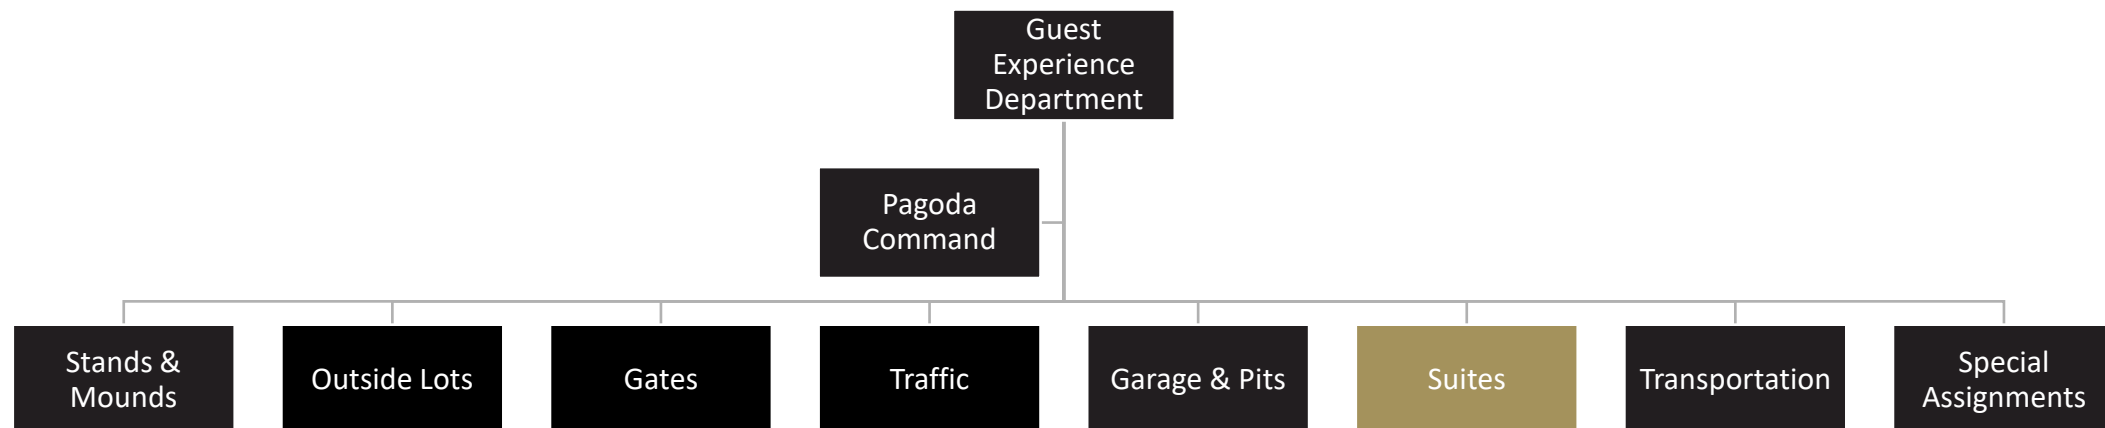 Guest
Experience
Department
Pagoda
Command
Stands &
Mounds
Outside Lots
Gates
Traffic
Garage & Pits
Suites
Transportation
Special
Assignments